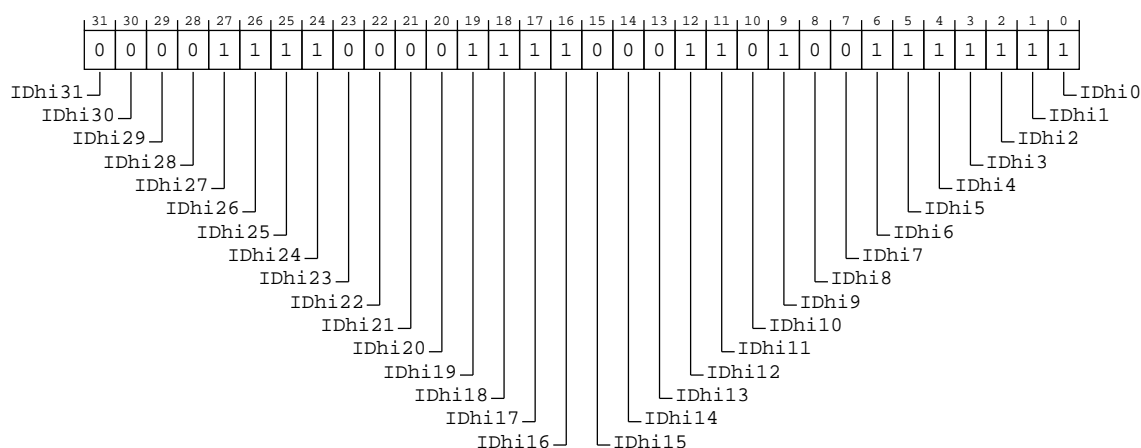 31 30 29 28 27 26 25 24 23 22 21 20 19 18 17 16 15 14 13 12 11 10 9 8 7 6 5 4 3 2 1 0
0 0 0 0 1 1 1 1 0 0 0 0 1 1 1 1 0 0 0 1 1 0 1 0 0 1 1 1 1 1 1 1
IDhi31 IDhi0
IDhi30 IDhi1
IDhi29 IDhi2
IDhi28 IDhi3
IDhi27 IDhi4
IDhi26 IDhi5
IDhi25 IDhi6
IDhi24 IDhi7
IDhi23 IDhi8
IDhi22 IDhi9
IDhi21 IDhi10
IDhi20 IDhi11
IDhi19 IDhi12
IDhi18 IDhi13
IDhi17 IDhi14
IDhi16 IDhi15